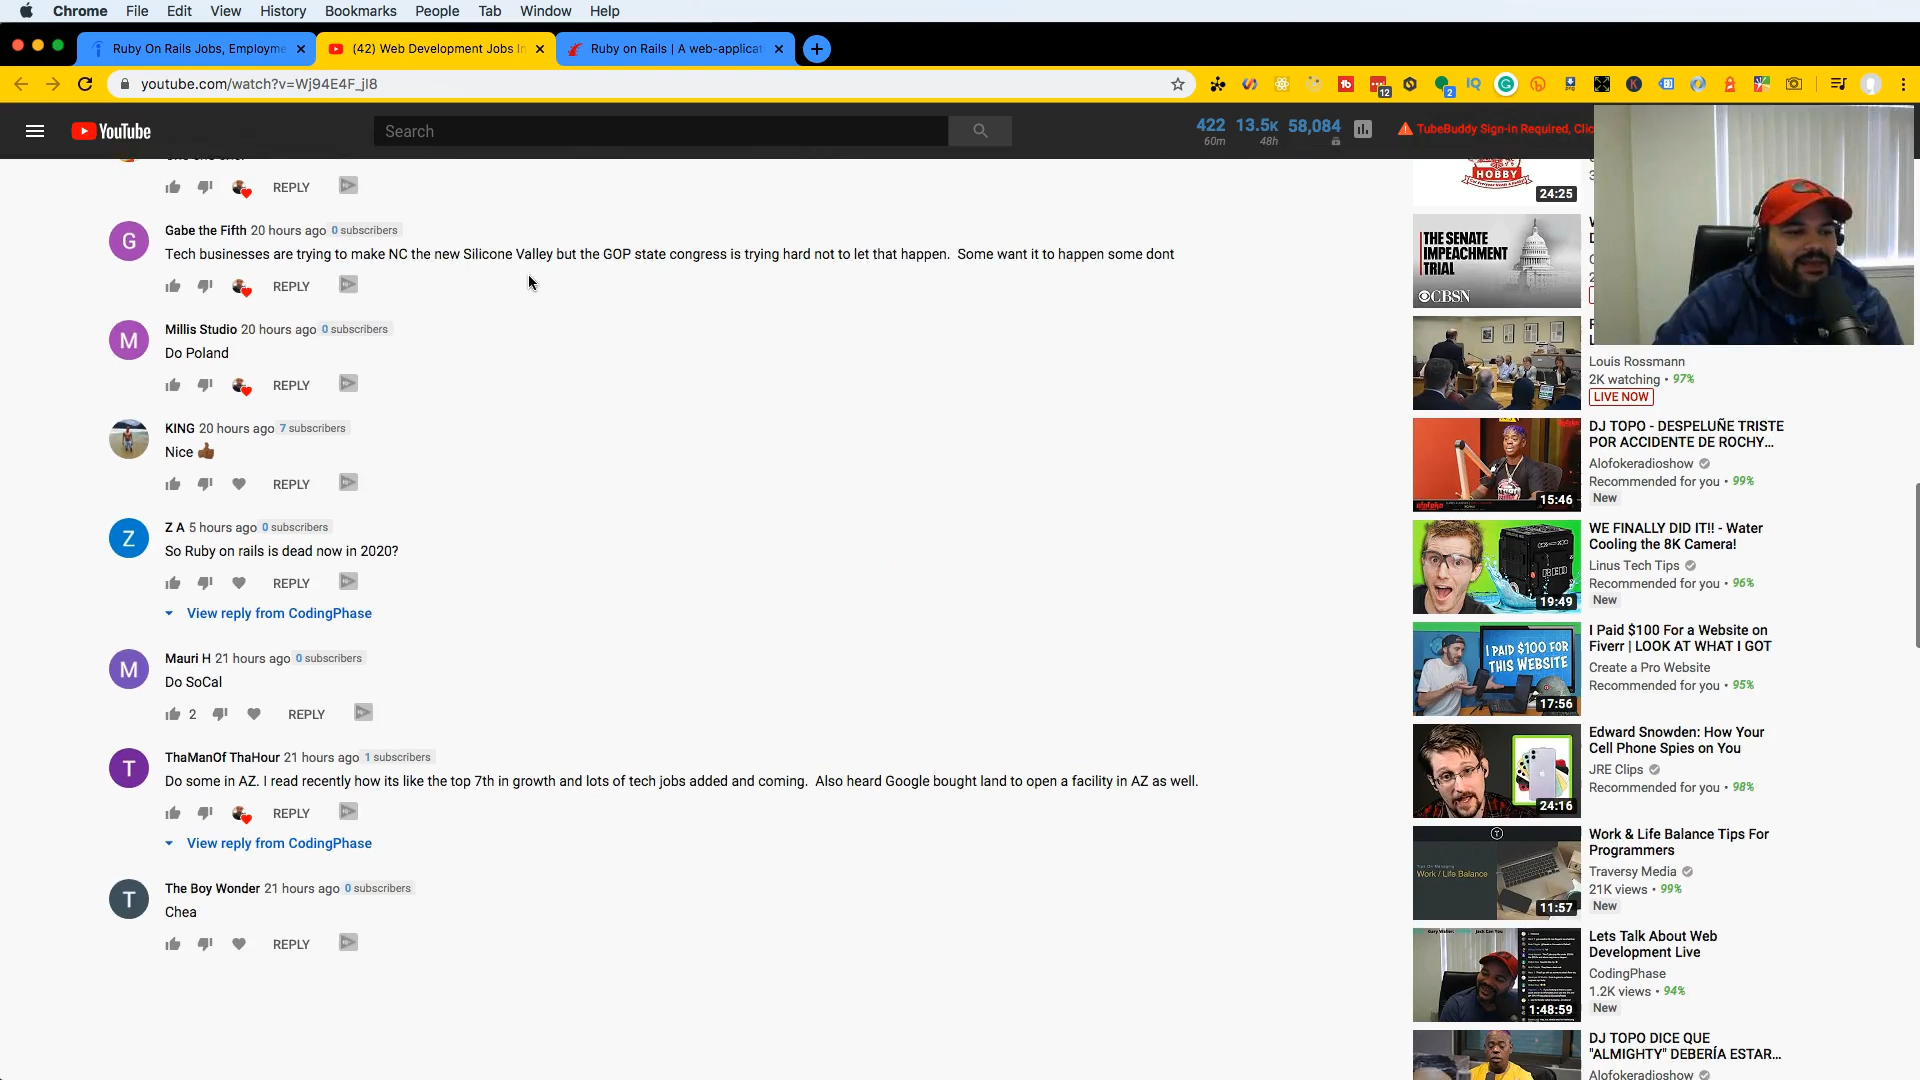 Chrome File Edit View History Bookmarks People Tab Window Help
Ruby On Rails Jobs, Employme
(42) Web Development Jobs In
Ruby on Rails | A web-applicat
youtube.com/watch?v=Wj94E4F_jI8
YouTube
Search
422 13.5K 58,084
60m 48h
TubeBuddy Sign-in Required, Clic
REPLY
Gabe the Fifth 20 hours ago 0 subscribers
Tech businesses are trying to make NC the new Silicone Valley but the GOP state congress is trying hard not to let that happen. Some want it to happen some dont
REPLY
Millis Studio 20 hours ago 0 subscribers
Do Poland
REPLY
KING 20 hours ago 7 subscribers
Nice 👍🏾
REPLY
Z A 5 hours ago 0 subscribers
So Ruby on rails is dead now in 2020?
REPLY
View reply from CodingPhase
Mauri H 21 hours ago 0 subscribers
Do SoCal
2 REPLY
ThaManOf ThaHour 21 hours ago 1 subscribers
Do some in AZ. I read recently how its like the top 7th in growth and lots of tech jobs added and coming. Also heard Google bought land to open a facility in AZ as well.
REPLY
View reply from CodingPhase
The Boy Wonder 21 hours ago 0 subscribers
Chea
REPLY
HOBBY
24:25
THE SENATE
IMPEACHMENT
TRIAL
CBSN
Louis Rossmann
2K watching • 97%
LIVE NOW
DJ TOPO - DESPELUÑE TRISTE
POR ACCIDENTE DE ROCHY...
Alofokeradioshow
Recommended for you • 99%
New
15:46
WE FINALLY DID IT!! - Water
Cooling the 8K Camera!
Linus Tech Tips
Recommended for you • 96%
New
19:49
I PAID $100 FOR
THIS WEBSITE
17:56
I Paid $100 For a Website on
Fiverr | LOOK AT WHAT I GOT
Create a Pro Website
Recommended for you • 95%
Edward Snowden: How Your
Cell Phone Spies on You
JRE Clips
Recommended for you • 98%
24:16
Work / Life Balance
11:57
Work & Life Balance Tips For
Programmers
Traversy Media
21K views • 99%
New
Lets Talk About Web
Development Live
CodingPhase
1.2K views • 94%
New
1:48:59
DJ TOPO DICE QUE
"ALMIGHTY" DEBERÍA ESTAR...
Alofokeradioshow